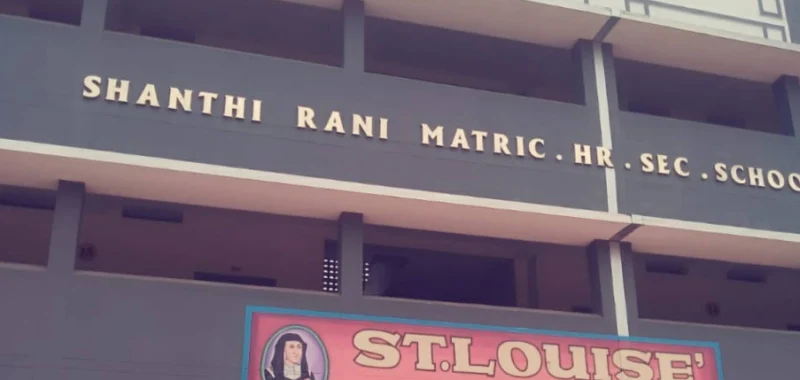 SHANTHI RANI MATRIC . HR . SEC . SCHOO
ST.LOUISE'